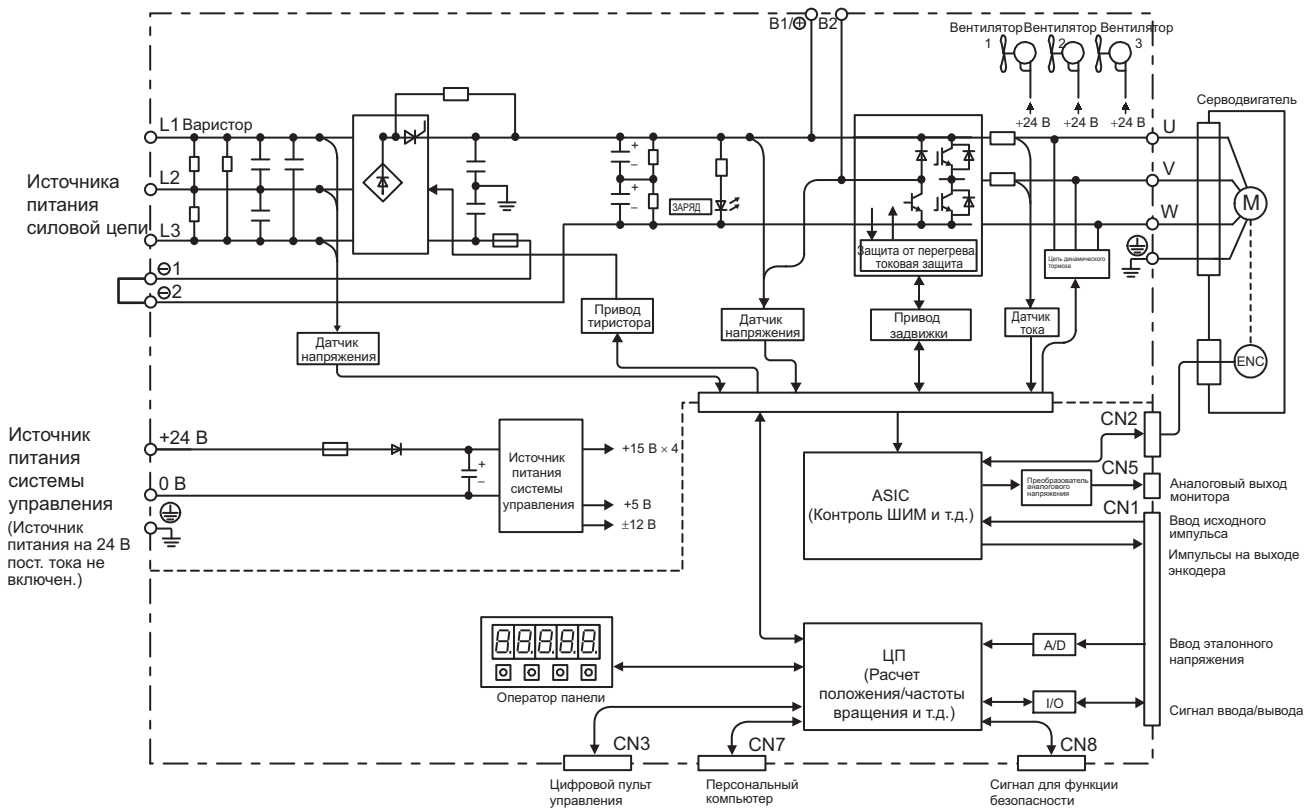 B1/⊕
B2
Вентилятор
1
Вентилятор
2
Вентилятор
3
+24 В
+24 В
+24 В
Серводвигатель
L1
Варистор
L2
L3
Источника
питания
силовой цепи
⊖1
⊖2
+
–
+
–
ЗАРЯД
Защита от перегрева,
токовая защита
U
V
W
M
Цепь динамического
тормоза
Датчик
напряжения
Привод
тиристора
Датчик
напряжения
Привод
задвижки
Датчик
тока
ENC
Источник
питания
системы
управления
(Источник
питания на 24 В
пост. тока не
включен.)
+24 В
0 В
+
–
Источник
питания
системы
управления
+15 В × 4
+5 В
±12 В
ASIC
(Контроль ШИМ и т.д.)
Преобразователь
аналогового
напряжения
CN2
CN5
CN1
Аналоговый выход
монитора
Ввод исходного
импульса
Импульсы на выходе
энкодера
8.8.8.8.8.
Оператор панели
ЦП
(Расчет
положения/частоты
вращения и т.д.)
A/D
I/O
Ввод эталонного
напряжения
Сигнал ввода/вывода
CN3
CN7
CN8
Цифровой пульт
управления
Персональный
компьютер
Сигнал для функции
безопасности